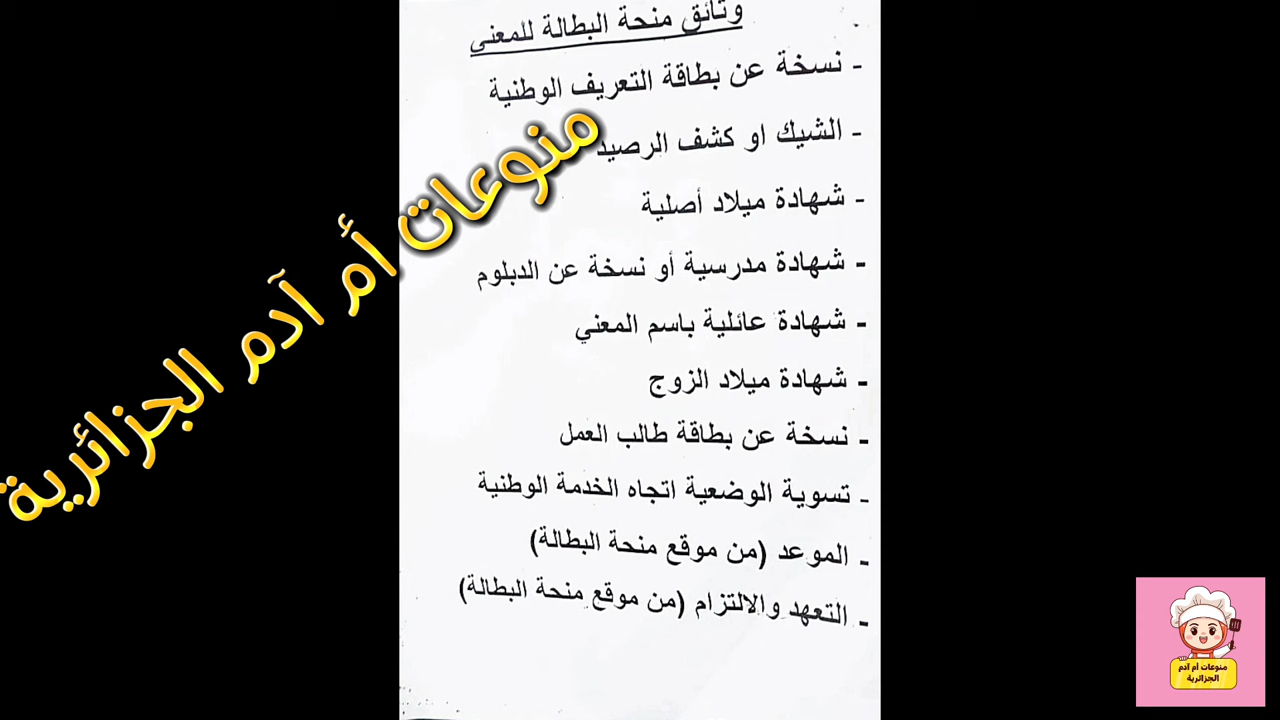 وثائق منحة البطالة للمعني
- نسخة عن بطاقة التعريف الوطنية
- الشيك او كشف الرصيد
- شهادة ميلاد أصلية
- شهادة مدرسية أو نسخة عن الدبلوم
- شهادة عائلية باسم المعني
- شهادة ميلاد الزوج
- نسخة عن بطاقة طالب العمل
- تسوية الوضعية اتجاه الخدمة الوطنية
- الموعد (من موقع منحة البطالة)
- التعهد والالتزام (من موقع منحة البطالة)
منوعات أم آدم الجزائرية
منوعات أم آدم
الجزائرية